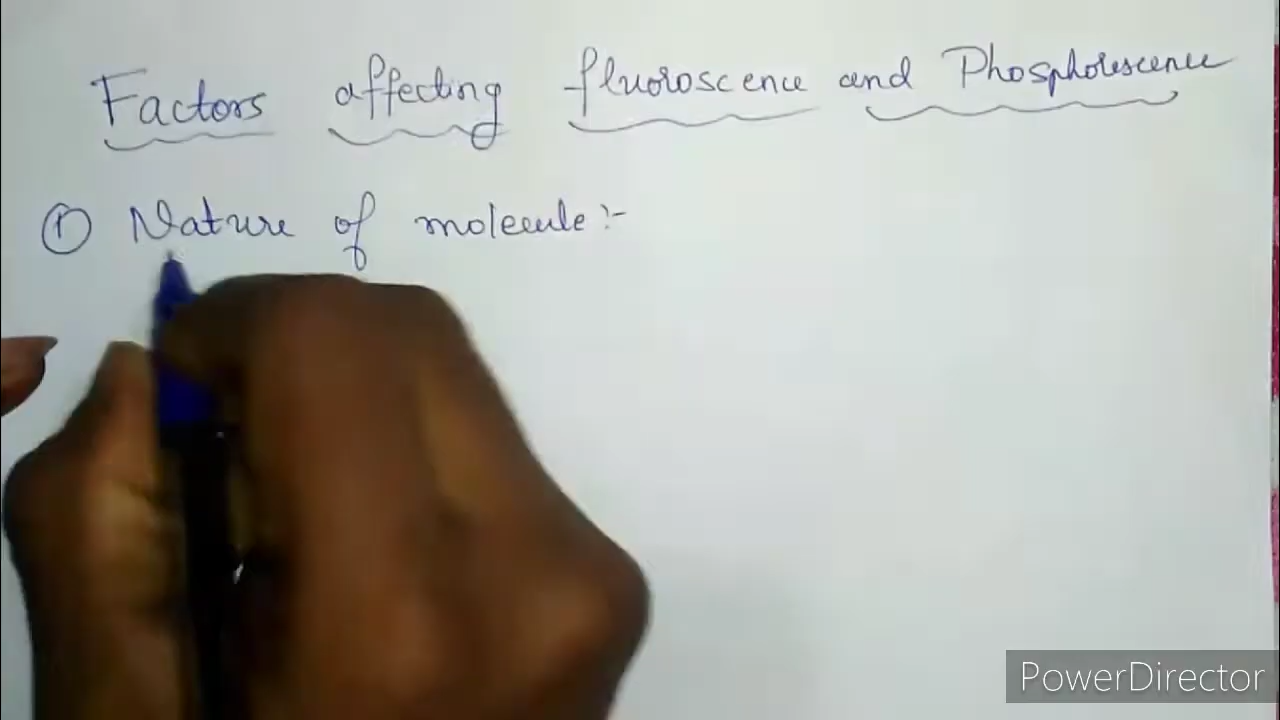 Factors affecting fluoroscence and Phosphorescence
① Nature of molecule :-
PowerDirector